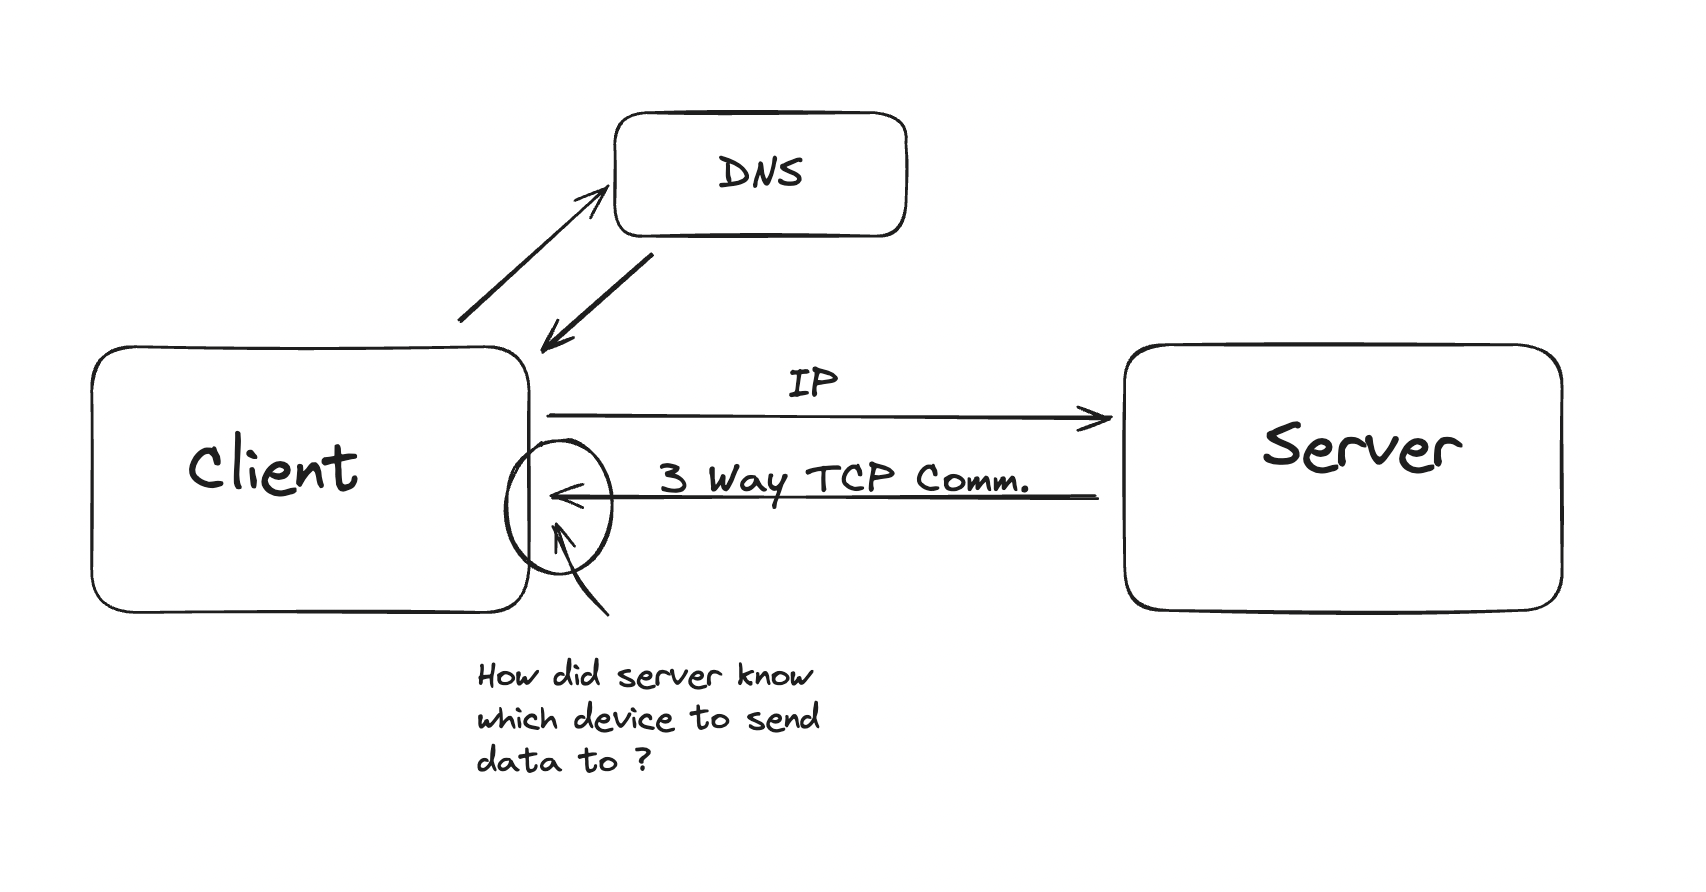 DNS
IP
Client
Server
3 Way TCP Comm.
How did server know
which device to send
data to ?